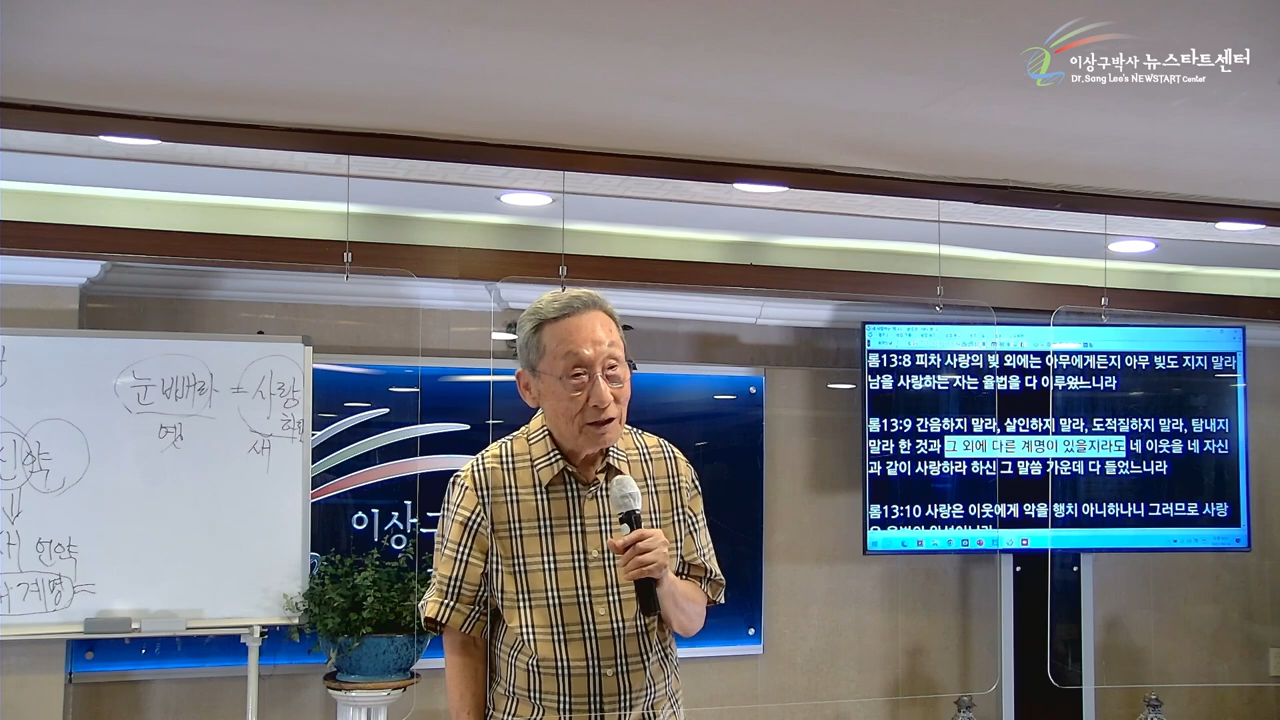 이상구박사 뉴스타트센터
Dr. Sang Lee's NEWSTART Center
눈빼라 = 사랑
옛
새
언약
계명
이상구
롬13:8 피차 사랑의 빚 외에는 아무에게든지 아무 빚도 지지 말라
남을 사랑하는 자는 율법을 다 이루었느니라
롬13:9 간음하지 말라, 살인하지 말라, 도적질하지 말라, 탐내지
말라 한 것과 그 외에 다른 계명이 있을지라도 네 이웃을 네 자신
과 같이 사랑하라 하신 그 말씀 가운데 다 들었느니라
롬13:10 사랑은 이웃에게 악을 행치 아니하나니 그러므로 사랑